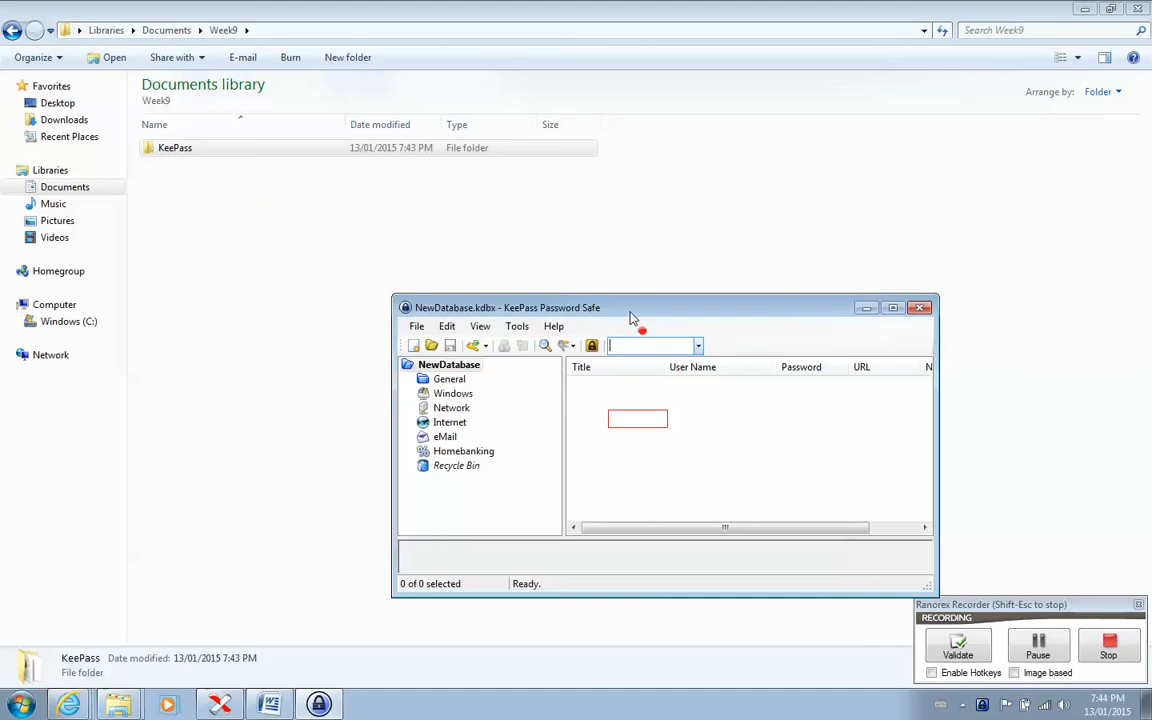 Libraries Documents Week9
Search Week9
Organize Open Share with E-mail Burn New folder
Favorites
Desktop
Downloads
Recent Places
Libraries
Documents
Music
Pictures
Videos
Homegroup
Computer
Windows (C:)
Network
Documents library
Week9
Arrange by: Folder
Name Date modified Type Size
KeePass 13/01/2015 7:43 PM File folder
NewDatabase.kdbx - KeePass Password Safe
File Edit View Tools Help
NewDatabase
General
Windows
Network
Internet
eMail
Homebanking
Recycle Bin
Title User Name Password URL N
0 of 0 selected Ready.
Ranorex Recorder (Shift-Esc to stop)
RECORDING
Validate Pause Stop
Enable Hotkeys Image based
KeePass Date modified: 13/01/2015 7:43 PM
File folder
7:44 PM
13/01/2015